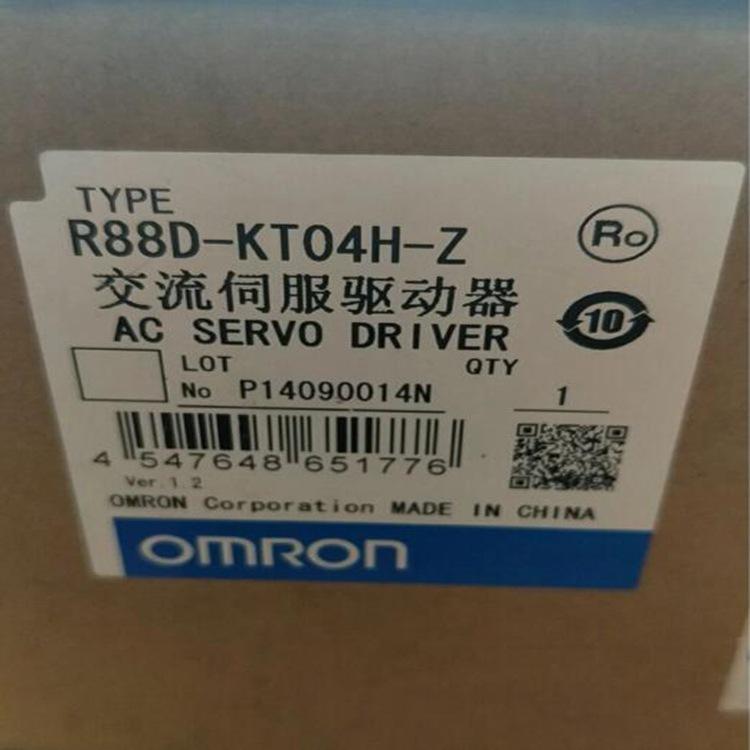 TYPE
R88D-KT04H-Z
Ro
交流伺服驱动器
10
AC SERVO DRIVER
LOT
QTY
No P14090014N
1
4 547648 651776
Ver.1.2
OMRON Corporation MADE IN CHINA
OMRON